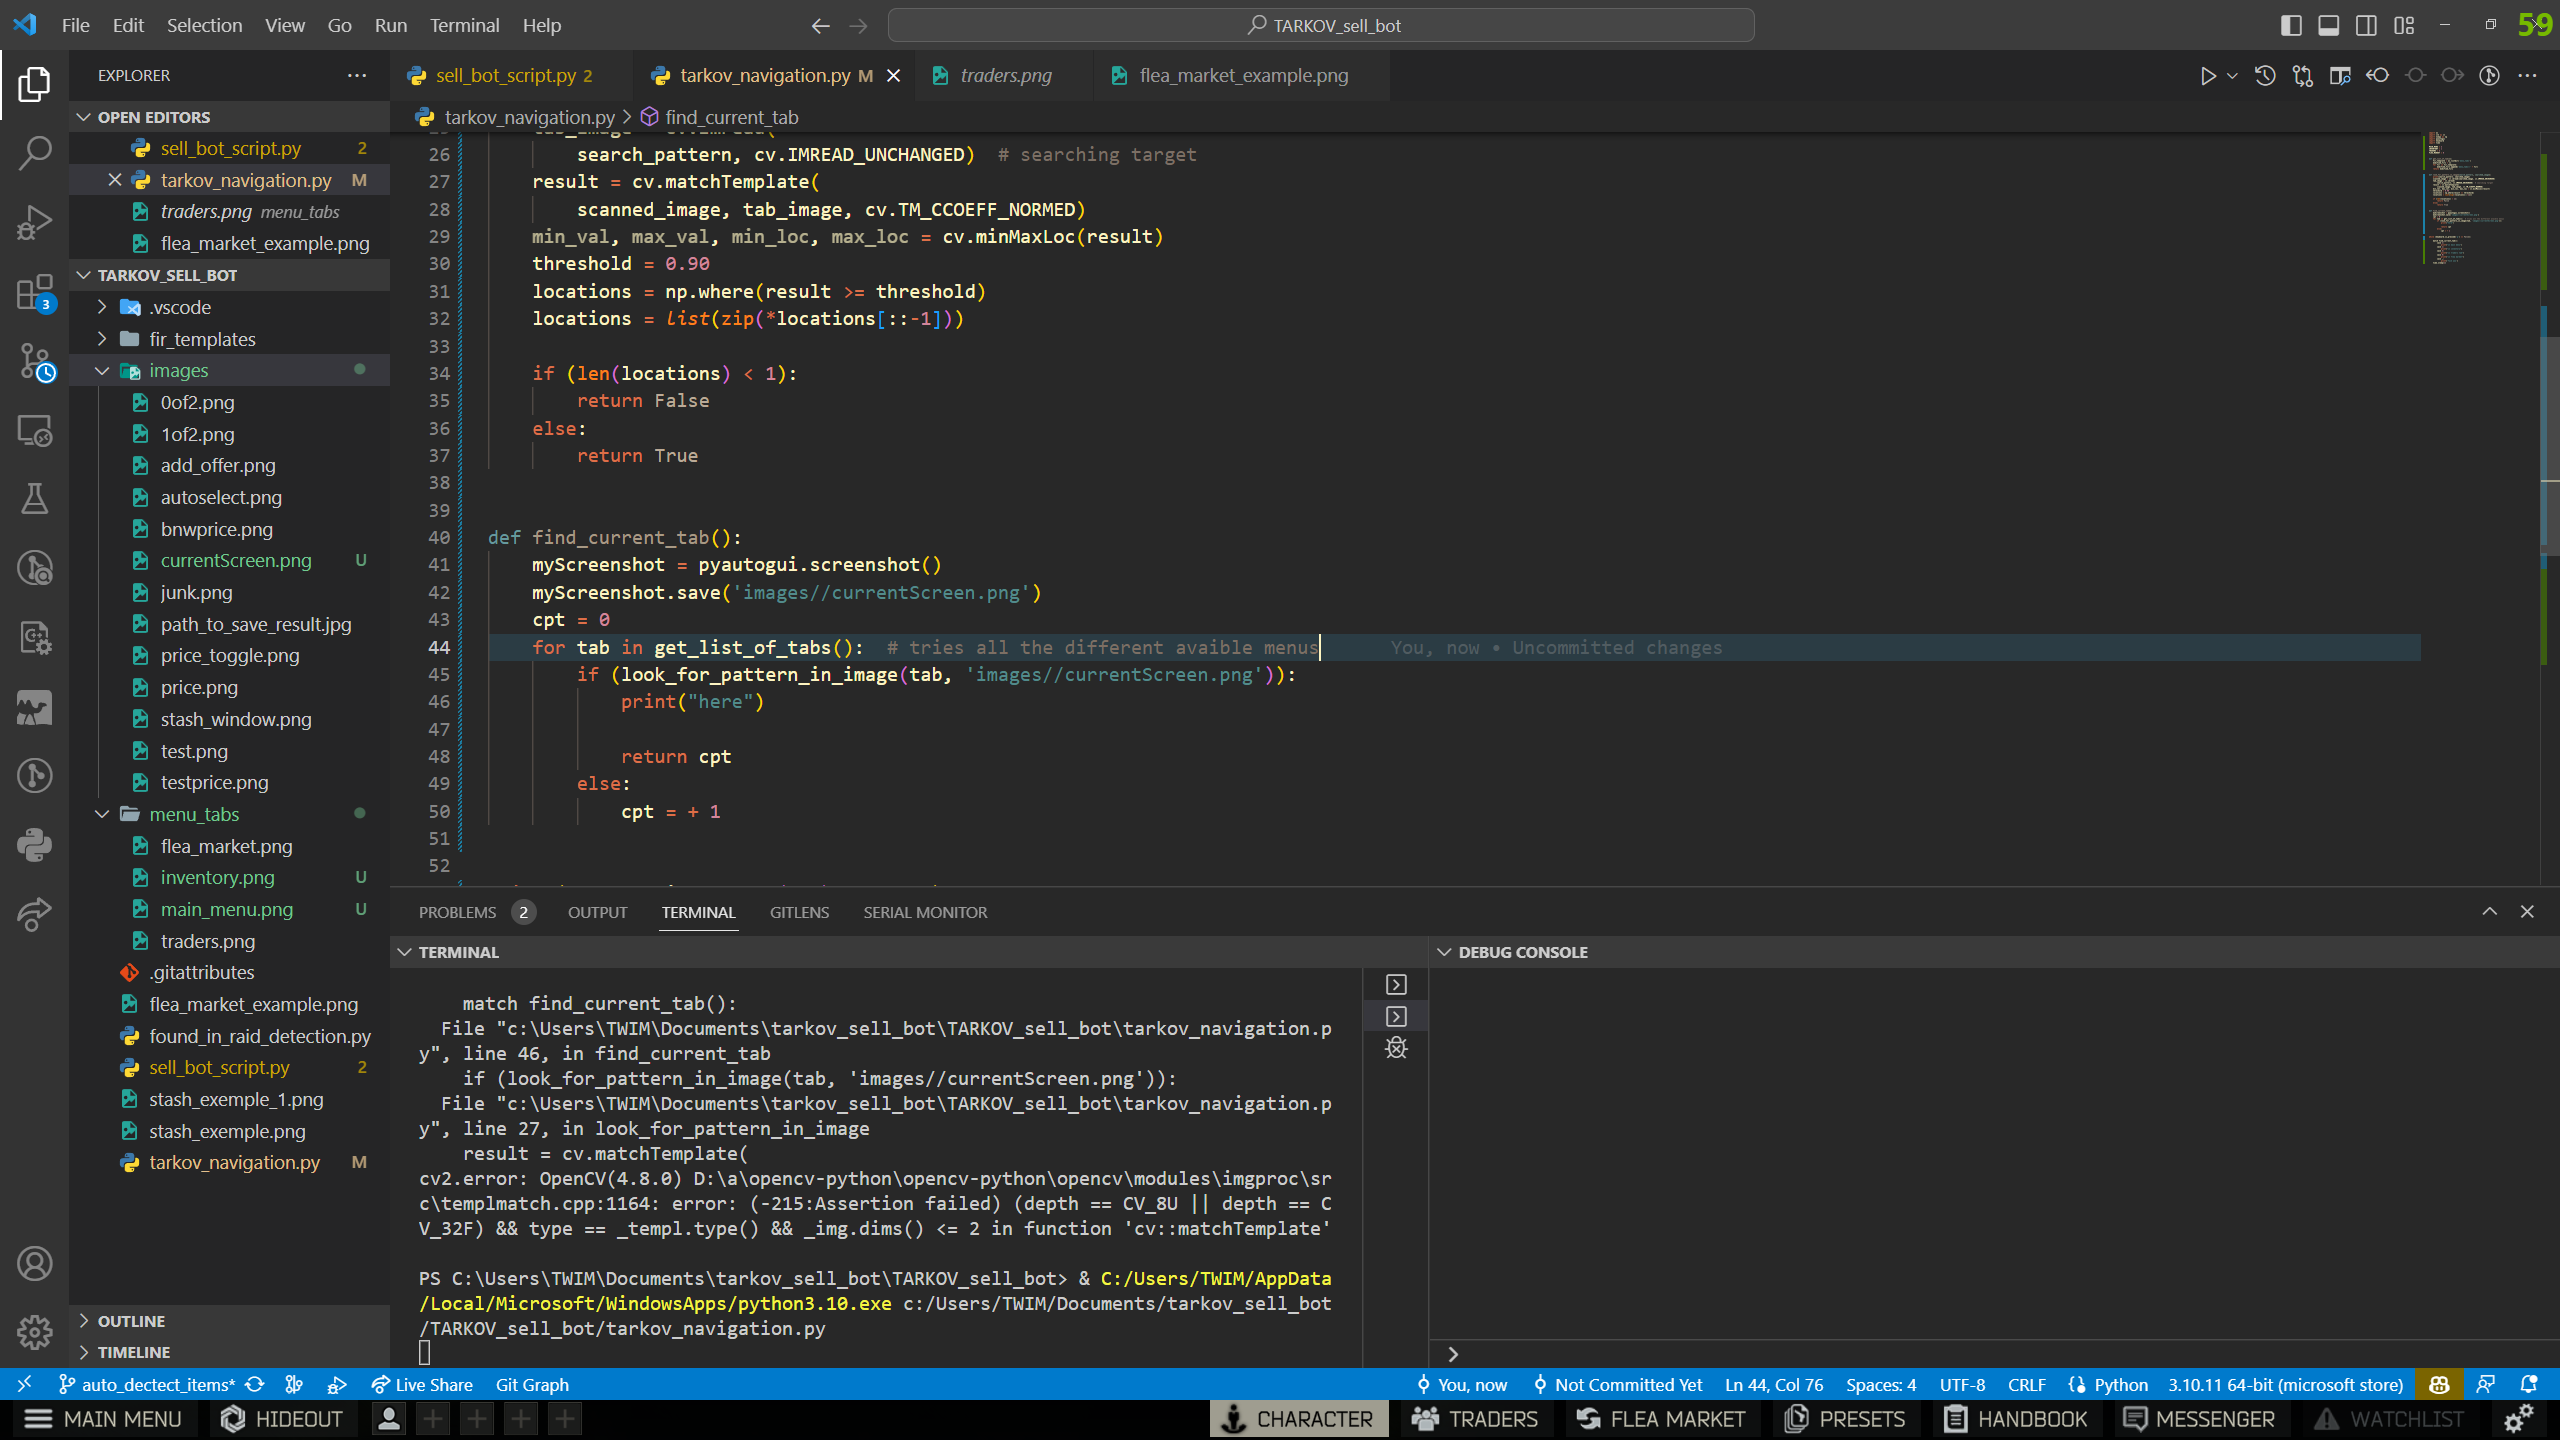 File Edit Selection View Go Run Terminal Help
TARKOV_sell_bot
59
EXPLORER
sell_bot_script.py 2
tarkov_navigation.py M
traders.png
flea_market_example.png
OPEN EDITORS
sell_bot_script.py 2
tarkov_navigation.py M
traders.png menu_tabs
flea_market_example.png
TARKOV_SELL_BOT
.vscode
fir_templates
images
0of2.png
1of2.png
add_offer.png
autoselect.png
bnwprice.png
currentScreen.png U
junk.png
path_to_save_result.jpg
price_toggle.png
price.png
stash_window.png
test.png
testprice.png
menu_tabs
flea_market.png
inventory.png U
main_menu.png U
traders.png
.gitattributes
flea_market_example.png
found_in_raid_detection.py
sell_bot_script.py 2
stash_exemple_1.png
stash_exemple.png
tarkov_navigation.py M
OUTLINE
TIMELINE
3
tarkov_navigation.py > find_current_tab
26 search_pattern, cv.IMREAD_UNCHANGED)  # searching target
27 result = cv.matchTemplate(
28 scanned_image, tab_image, cv.TM_CCOEFF_NORMED)
29 min_val, max_val, min_loc, max_loc = cv.minMaxLoc(result)
30 threshold = 0.90
31 locations = np.where(result >= threshold)
32 locations = list(zip(*locations[::-1]))
33
34 if (len(locations) < 1):
35 return False
36 else:
37 return True
38
39
40 def find_current_tab():
41 myScreenshot = pyautogui.screenshot()
42 myScreenshot.save('images//currentScreen.png')
43 cpt = 0
44 for tab in get_list_of_tabs():  # tries all the different avaible menus You, now • Uncommitted changes
45 if (look_for_pattern_in_image(tab, 'images//currentScreen.png')):
46 print("here")
47
48 return cpt
49 else:
50 cpt = + 1
51
52
PROBLEMS 2 OUTPUT TERMINAL GITLENS SERIAL MONITOR
TERMINAL
match find_current_tab():
File "c:\Users\TWIM\Documents\tarkov_sell_bot\TARKOV_sell_bot\tarkov_navigation.p
y", line 46, in find_current_tab
if (look_for_pattern_in_image(tab, 'images//currentScreen.png')):
File "c:\Users\TWIM\Documents\tarkov_sell_bot\TARKOV_sell_bot\tarkov_navigation.p
y", line 27, in look_for_pattern_in_image
result = cv.matchTemplate(
cv2.error: OpenCV(4.8.0) D:\a\opencv-python\opencv-python\opencv\modules\imgproc\sr
c\templmatch.cpp:1164: error: (-215:Assertion failed) (depth == CV_8U || depth == C
V_32F) && type == _templ.type() && _img.dims() <= 2 in function 'cv::matchTemplate'
PS C:\Users\TWIM\Documents\tarkov_sell_bot\TARKOV_sell_bot> & C:/Users/TWIM/AppData
/Local/Microsoft/WindowsApps/python3.10.exe c:/Users/TWIM/Documents/tarkov_sell_bot
/TARKOV_sell_bot/tarkov_navigation.py
DEBUG CONSOLE
auto_dectect_items* Live Share Git Graph You, now Not Committed Yet Ln 44, Col 76 Spaces: 4 UTF-8 CRLF Python 3.10.11 64-bit (microsoft store)
MAIN MENU HIDEOUT CHARACTER TRADERS FLEA MARKET PRESETS HANDBOOK MESSENGER WATCHLIST